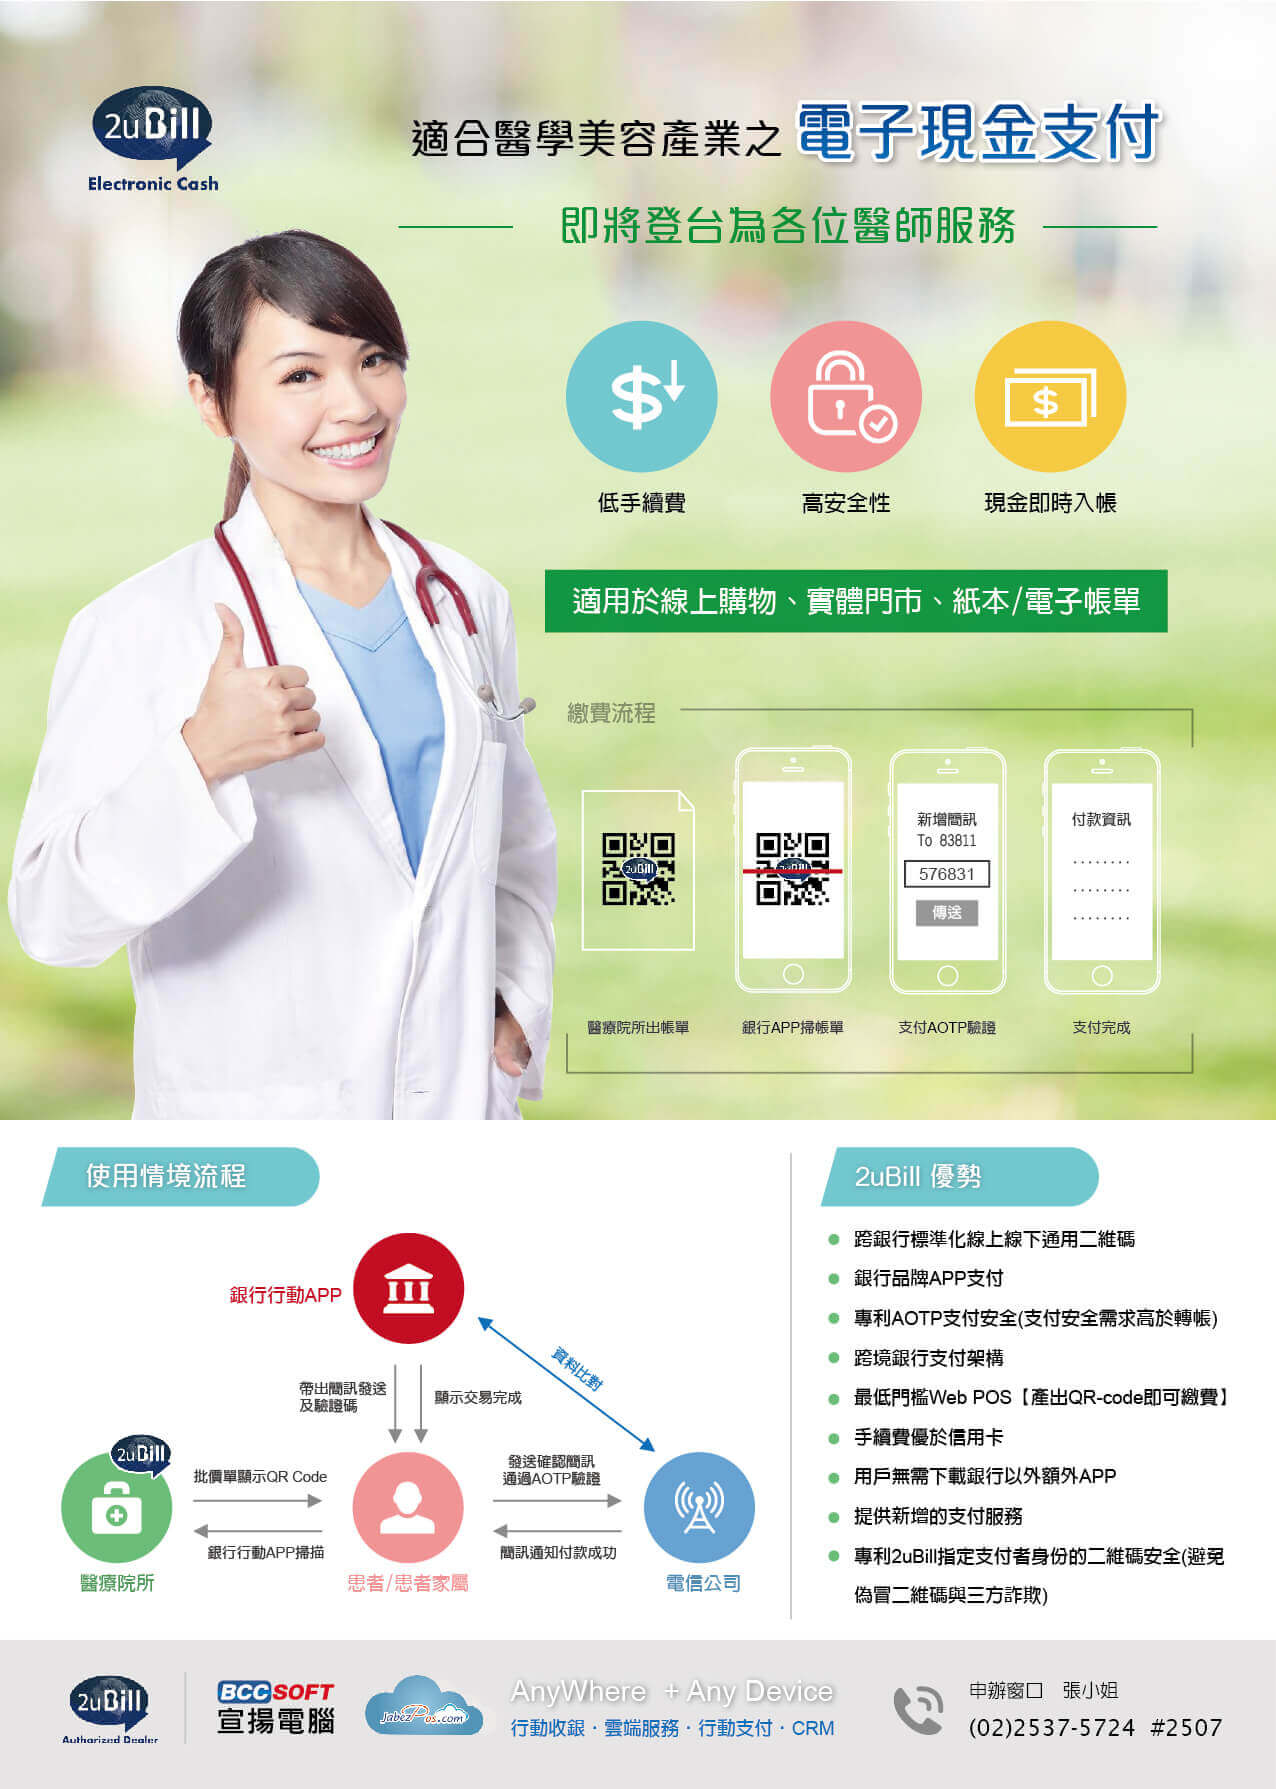 2uBill
Electronic Cash
適合醫學美容產業之 電子現金支付
即將登台為各位醫師服務
低手續費
高安全性
現金即時入帳
適用於線上購物、實體門市、紙本/電子帳單
繳費流程
2uBill
2uBill
新增簡訊
To 83811
576831
傳送
付款資訊
........
........
........
醫療院所出帳單
銀行APP掃帳單
支付AOTP驗證
支付完成
使用情境流程
銀行行動APP
資料比對
帶出簡訊發送
及驗證碼
顯示交易完成
2uBill
批價單顯示QR Code
銀行行動APP掃描
發送確認簡訊
通過AOTP驗證
簡訊通知付款成功
醫療院所
患者/患者家屬
電信公司
2uBill 優勢
跨銀行標準化線上線下通用二維碼
銀行品牌APP支付
專利AOTP支付安全(支付安全需求高於轉帳)
跨境銀行支付架構
最低門檻Web POS【產出QR-code即可繳費】
手續費優於信用卡
用戶無需下載銀行以外額外APP
提供新增的支付服務
專利2uBill指定支付者身份的二維碼安全(避免
偽冒二維碼與三方詐欺)
2uBill
Authorized Dealer
BCCSOFT
宣揚電腦
JabezPos.com
AnyWhere + Any Device
行動收銀·雲端服務·行動支付·CRM
申辦窗口 張小姐
(02)2537-5724 #2507